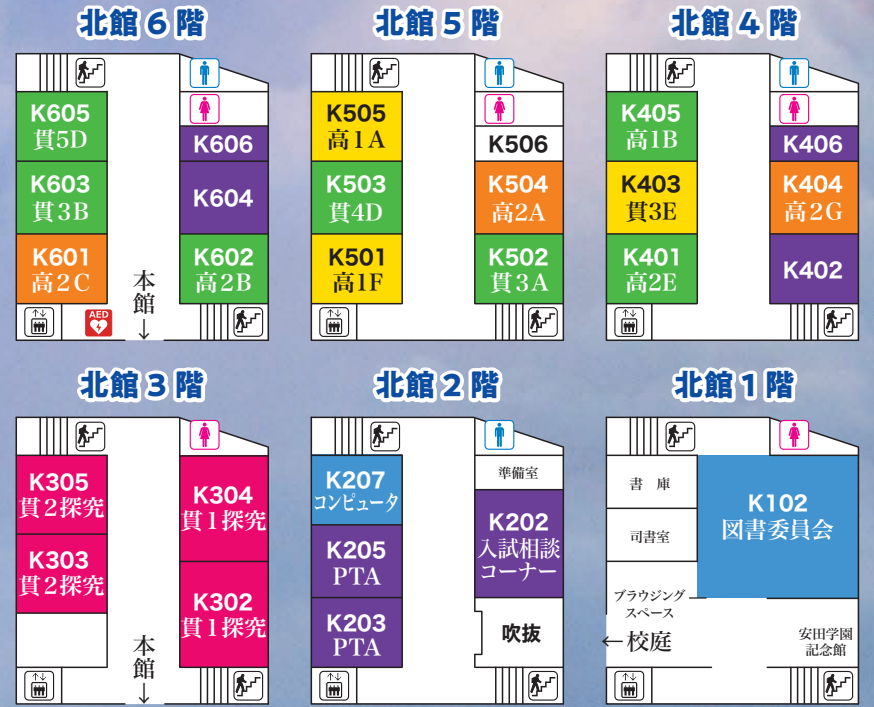 北館6階
K605
貫5D
K603
貫3B
K601
高2C
K606
K604
K602
高2B
AED
本館↓
北館5階
K505
高1A
K503
貫4D
K501
高1F
K506
K504
高2A
K502
貫3A
北館4階
K405
高1B
K403
貫3E
K401
高2E
K406
K404
高2G
K402
北館3階
K305
貫2探究
K303
貫2探究
K304
貫1探究
K302
貫1探究
本館↓
北館2階
K207
コンピュータ
K205
PTA
K203
PTA
準備室
K202
入試相談
コーナー
吹抜
北館1階
書庫
司書室
ブラウジング
スペース
←校庭
K102
図書委員会
安田学園
記念館